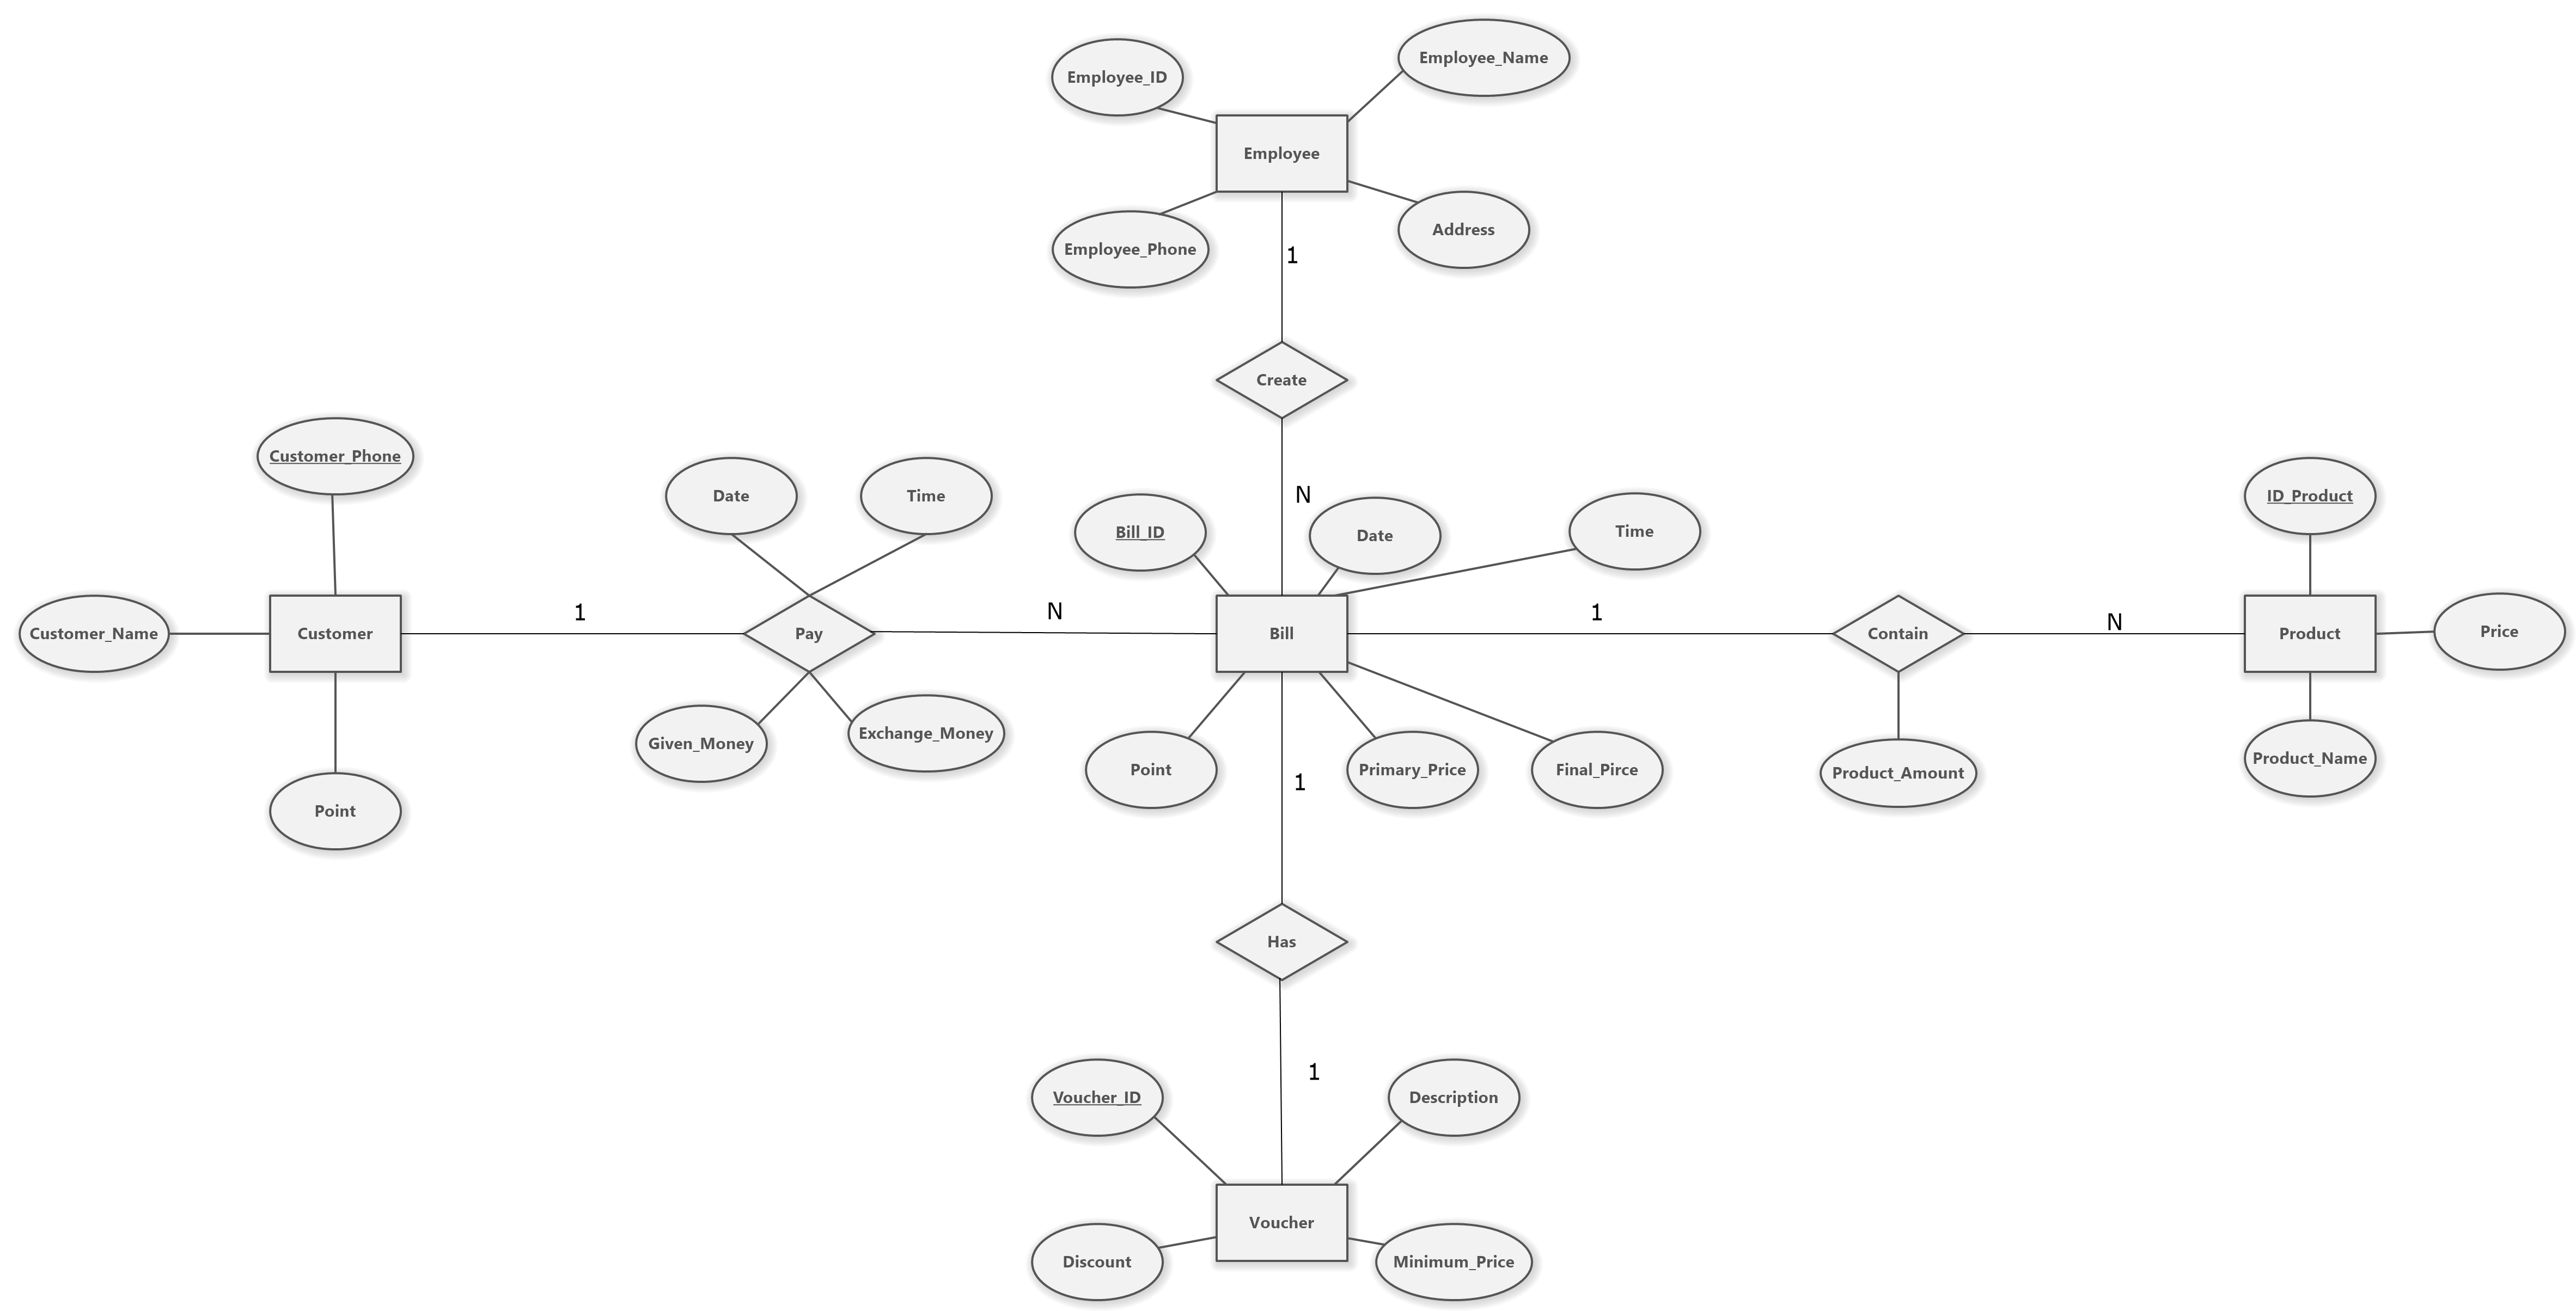 Employee_Name
Employee_ID
Employee
Address
Employee_Phone
1
Create
Customer_Phone
Date
Time
N
ID_Product
Bill_ID
Date
Time
1
N
1
N
Customer_Name
Customer
Pay
Bill
Contain
Product
Price
Given_Money
Exchange_Money
Product_Name
Point
Primary_Price
Final_Pirce
Product_Amount
1
Point
Has
1
Voucher_ID
Description
Voucher
Discount
Minimum_Price